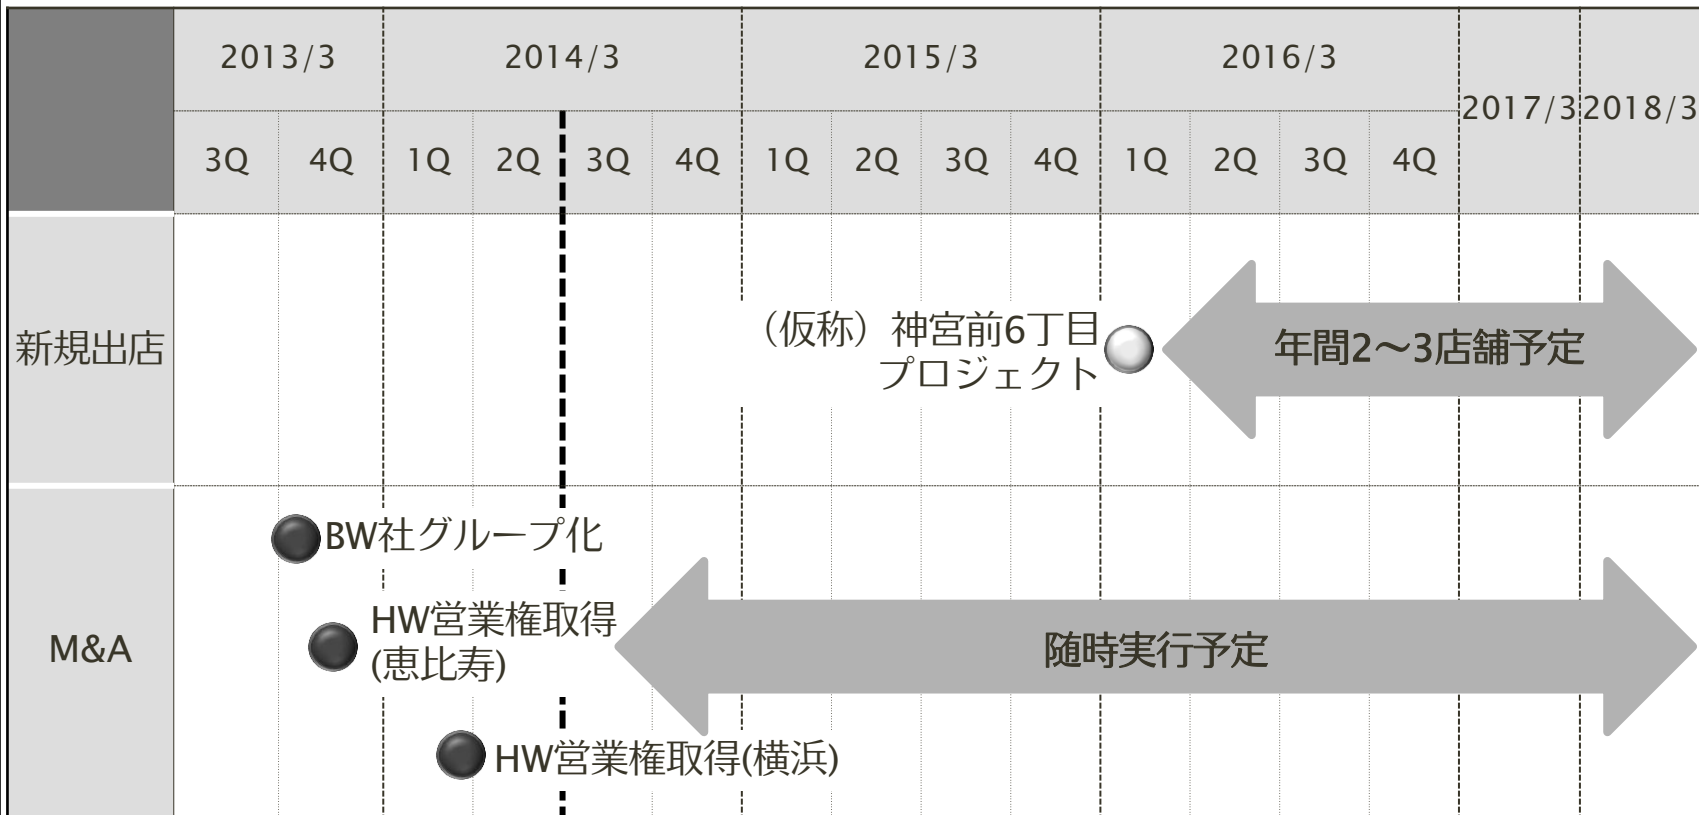 2013/3 2014/3 2015/3 2016/3 2017/3 2018/3
3Q 4Q 1Q 2Q 3Q 4Q 1Q 2Q 3Q 4Q 1Q 2Q 3Q 4Q
新規出店
（仮称）神宮前6丁目
プロジェクト
年間2～3店舗予定
M&A
BW社グループ化
HW営業権取得
(恵比寿)
随時実行予定
HW営業権取得(横浜)